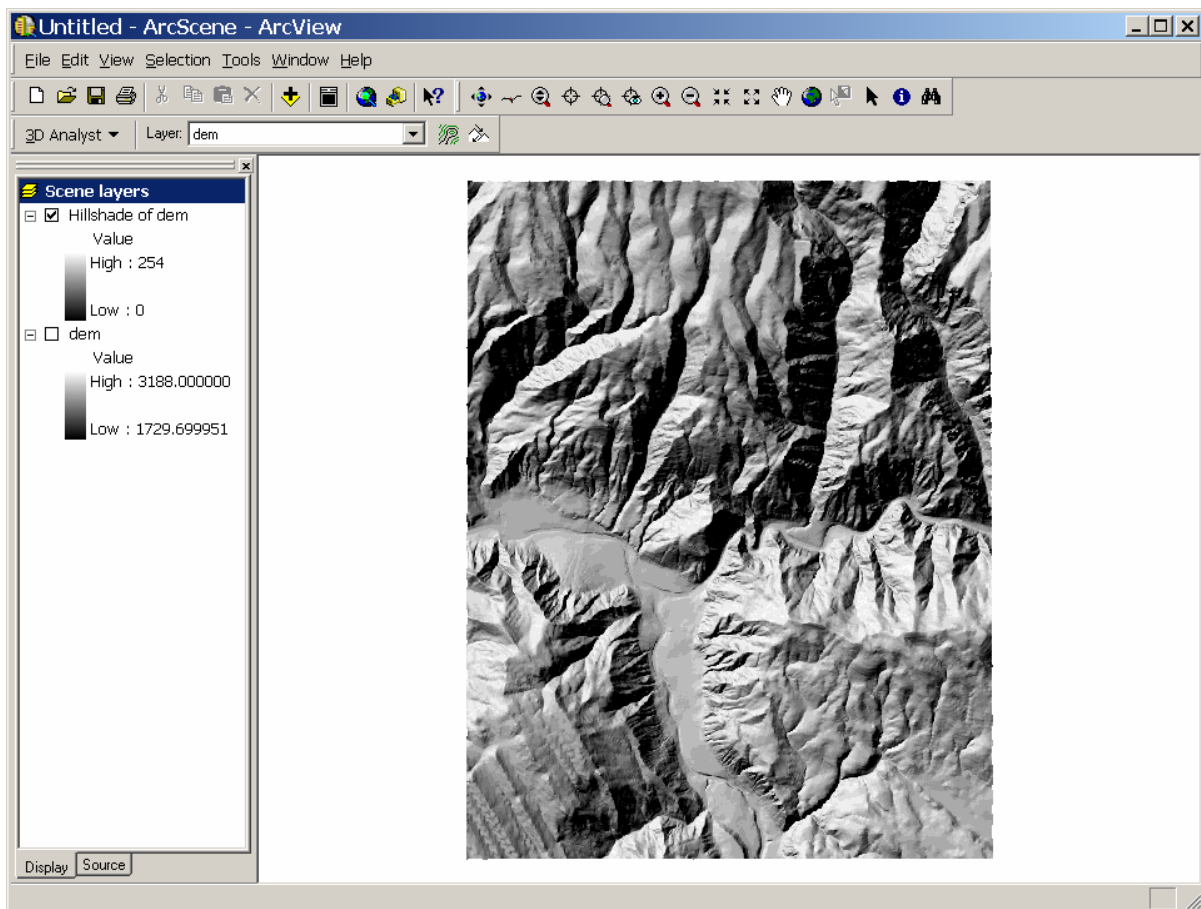 Untitled - ArcScene - ArcView
File Edit View Selection Tools Window Help
3D Analyst Layer: dem
Scene layers
Hillshade of dem
Value
High : 254
Low : 0
dem
Value
High : 3188.000000
Low : 1729.699951
Display Source